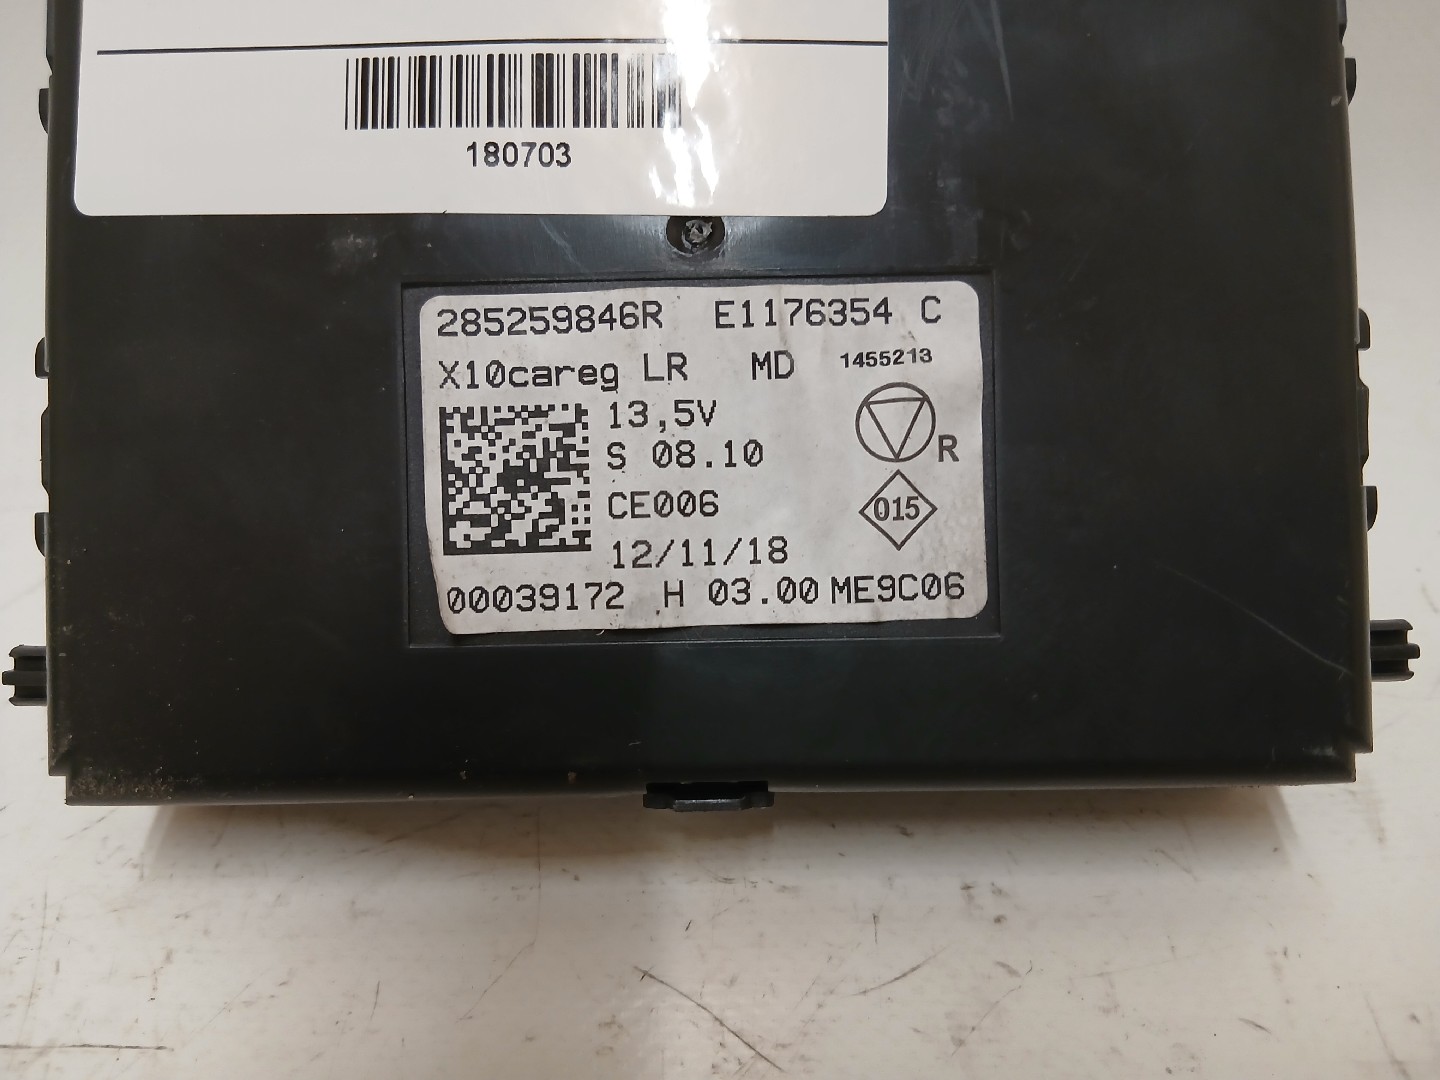 180703
285259846R E1176354 C
X10careg LR MD 1455213
13,5V
S 08.10
R
CE006
015
12/11/18
00039172 H 03.00 ME9C06